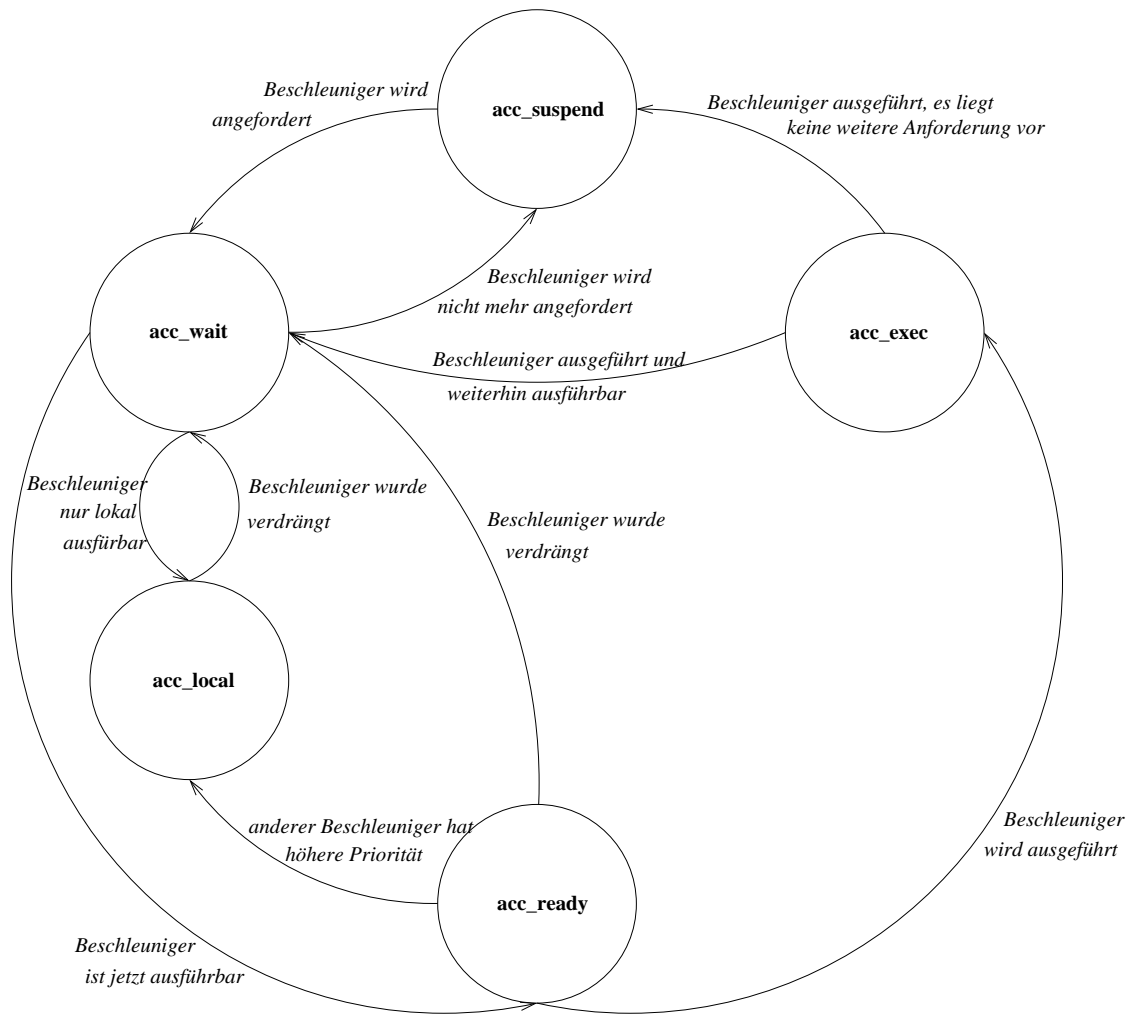 Beschleuniger wird
angefordert
acc_suspend
Beschleuniger ausgeführt, es liegt
keine weitere Anforderung vor
Beschleuniger wird
nicht mehr angefordert
acc_wait
acc_exec
Beschleuniger ausgeführt und
weiterhin ausführbar
Beschleuniger
nur lokal
ausfürbar
Beschleuniger wurde
verdrängt
Beschleuniger wurde
verdrängt
acc_local
anderer Beschleuniger hat
höhere Priorität
Beschleuniger
wird ausgeführt
acc_ready
Beschleuniger
ist jetzt ausführbar